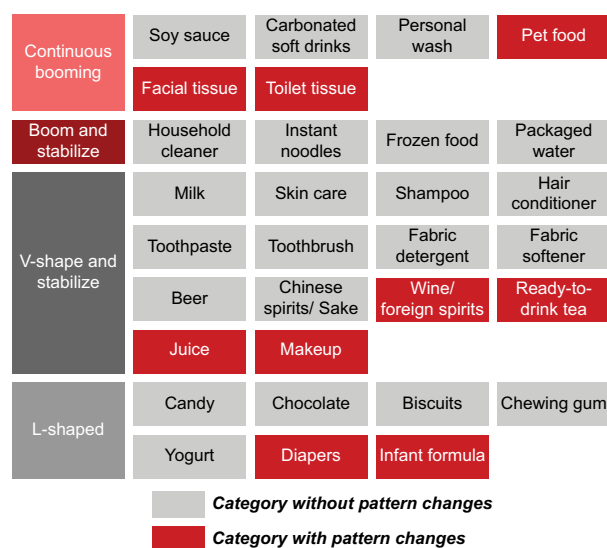 Continuous
booming
Soy sauce
Carbonated
soft drinks
Personal
wash
Pet food
Facial tissue
Toilet tissue
Boom and
stabilize
Household
cleaner
Instant
noodles
Frozen food
Packaged
water
V-shape and
stabilize
Milk
Skin care
Shampoo
Hair
conditioner
Toothpaste
Toothbrush
Fabric
detergent
Fabric
softener
Beer
Chinese
spirits/ Sake
Wine/
foreign spirits
Ready-to-
drink tea
Juice
Makeup
L-shaped
Candy
Chocolate
Biscuits
Chewing gum
Yogurt
Diapers
Infant formula
Category without pattern changes
Category with pattern changes